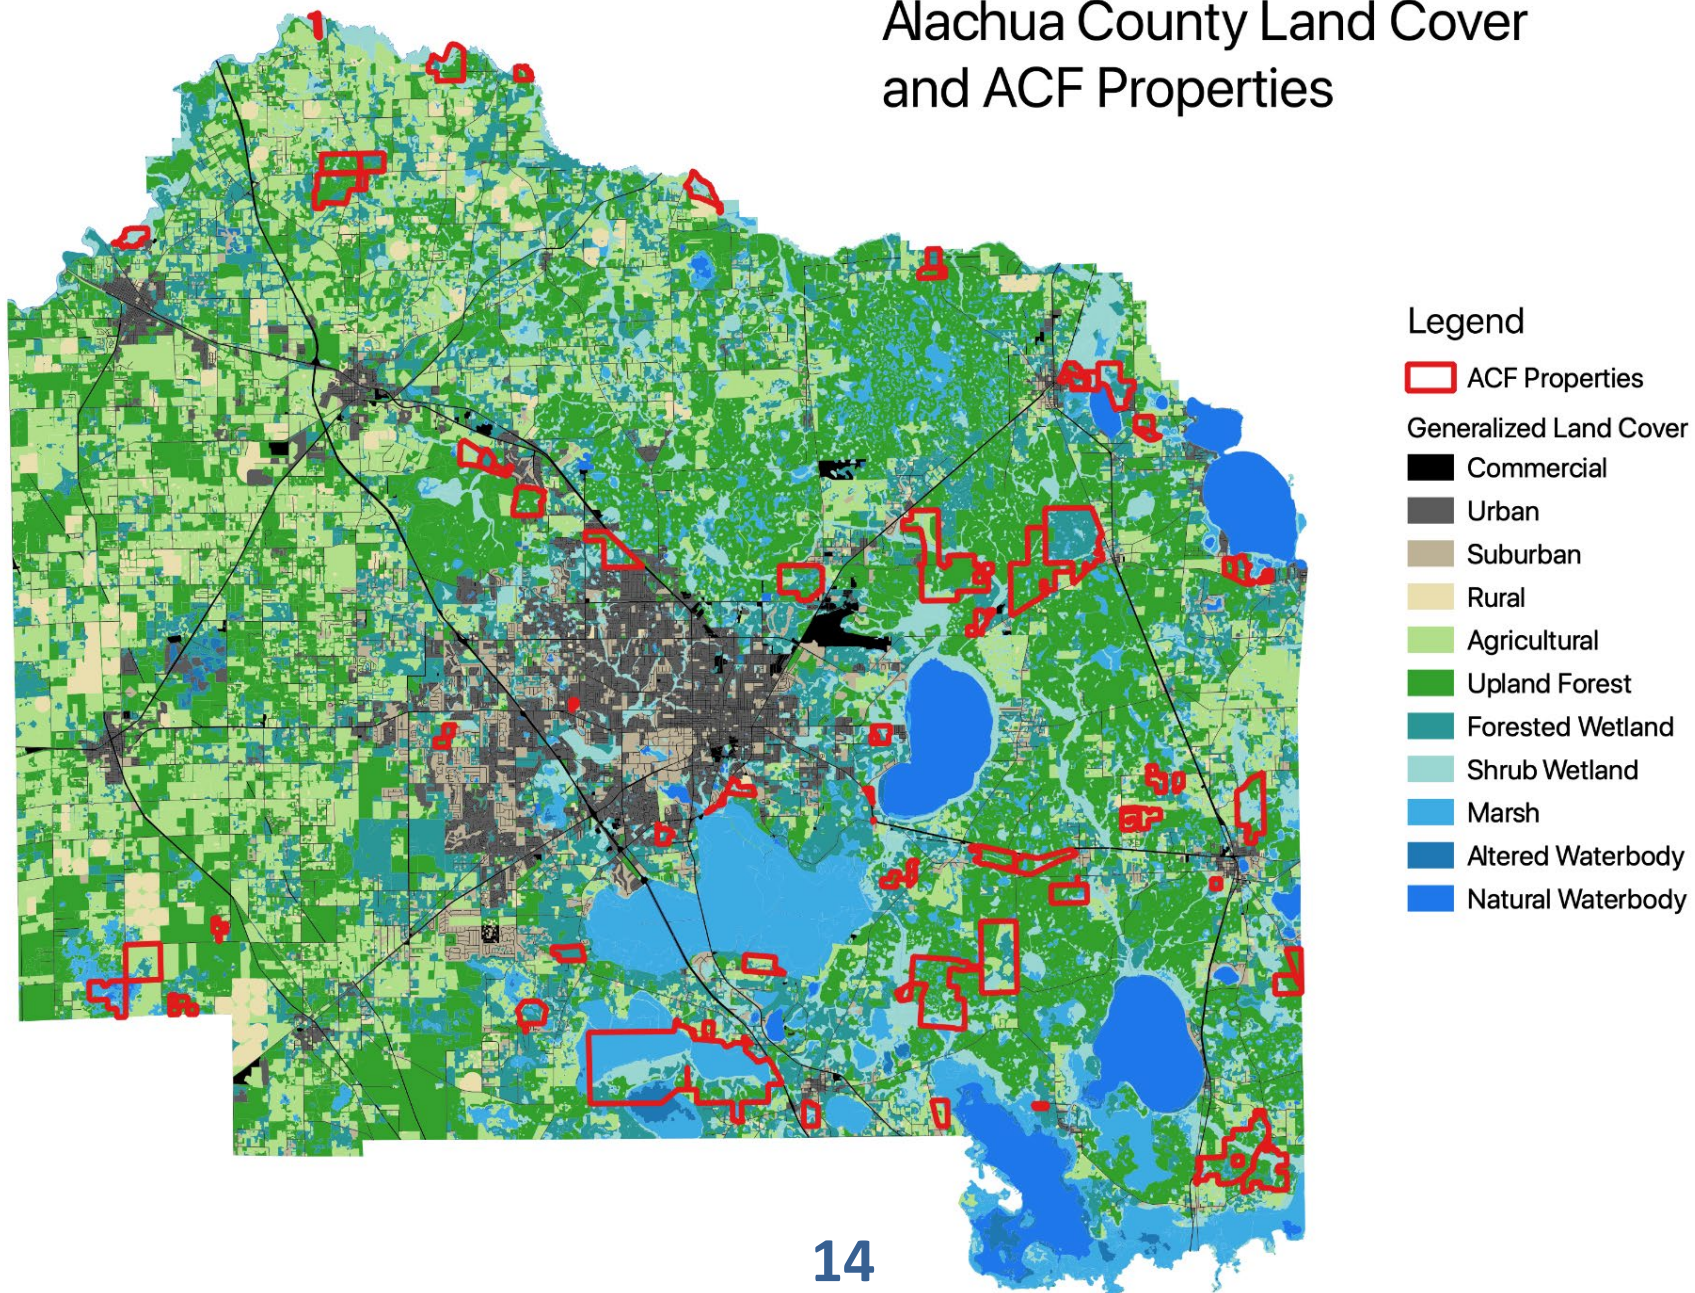 Alachua County Land Cover
and ACF Properties
Legend
ACF Properties
Generalized Land Cover
Commercial
Urban
Suburban
Rural
Agricultural
Upland Forest
Forested Wetland
Shrub Wetland
Marsh
Altered Waterbody
Natural Waterbody
14